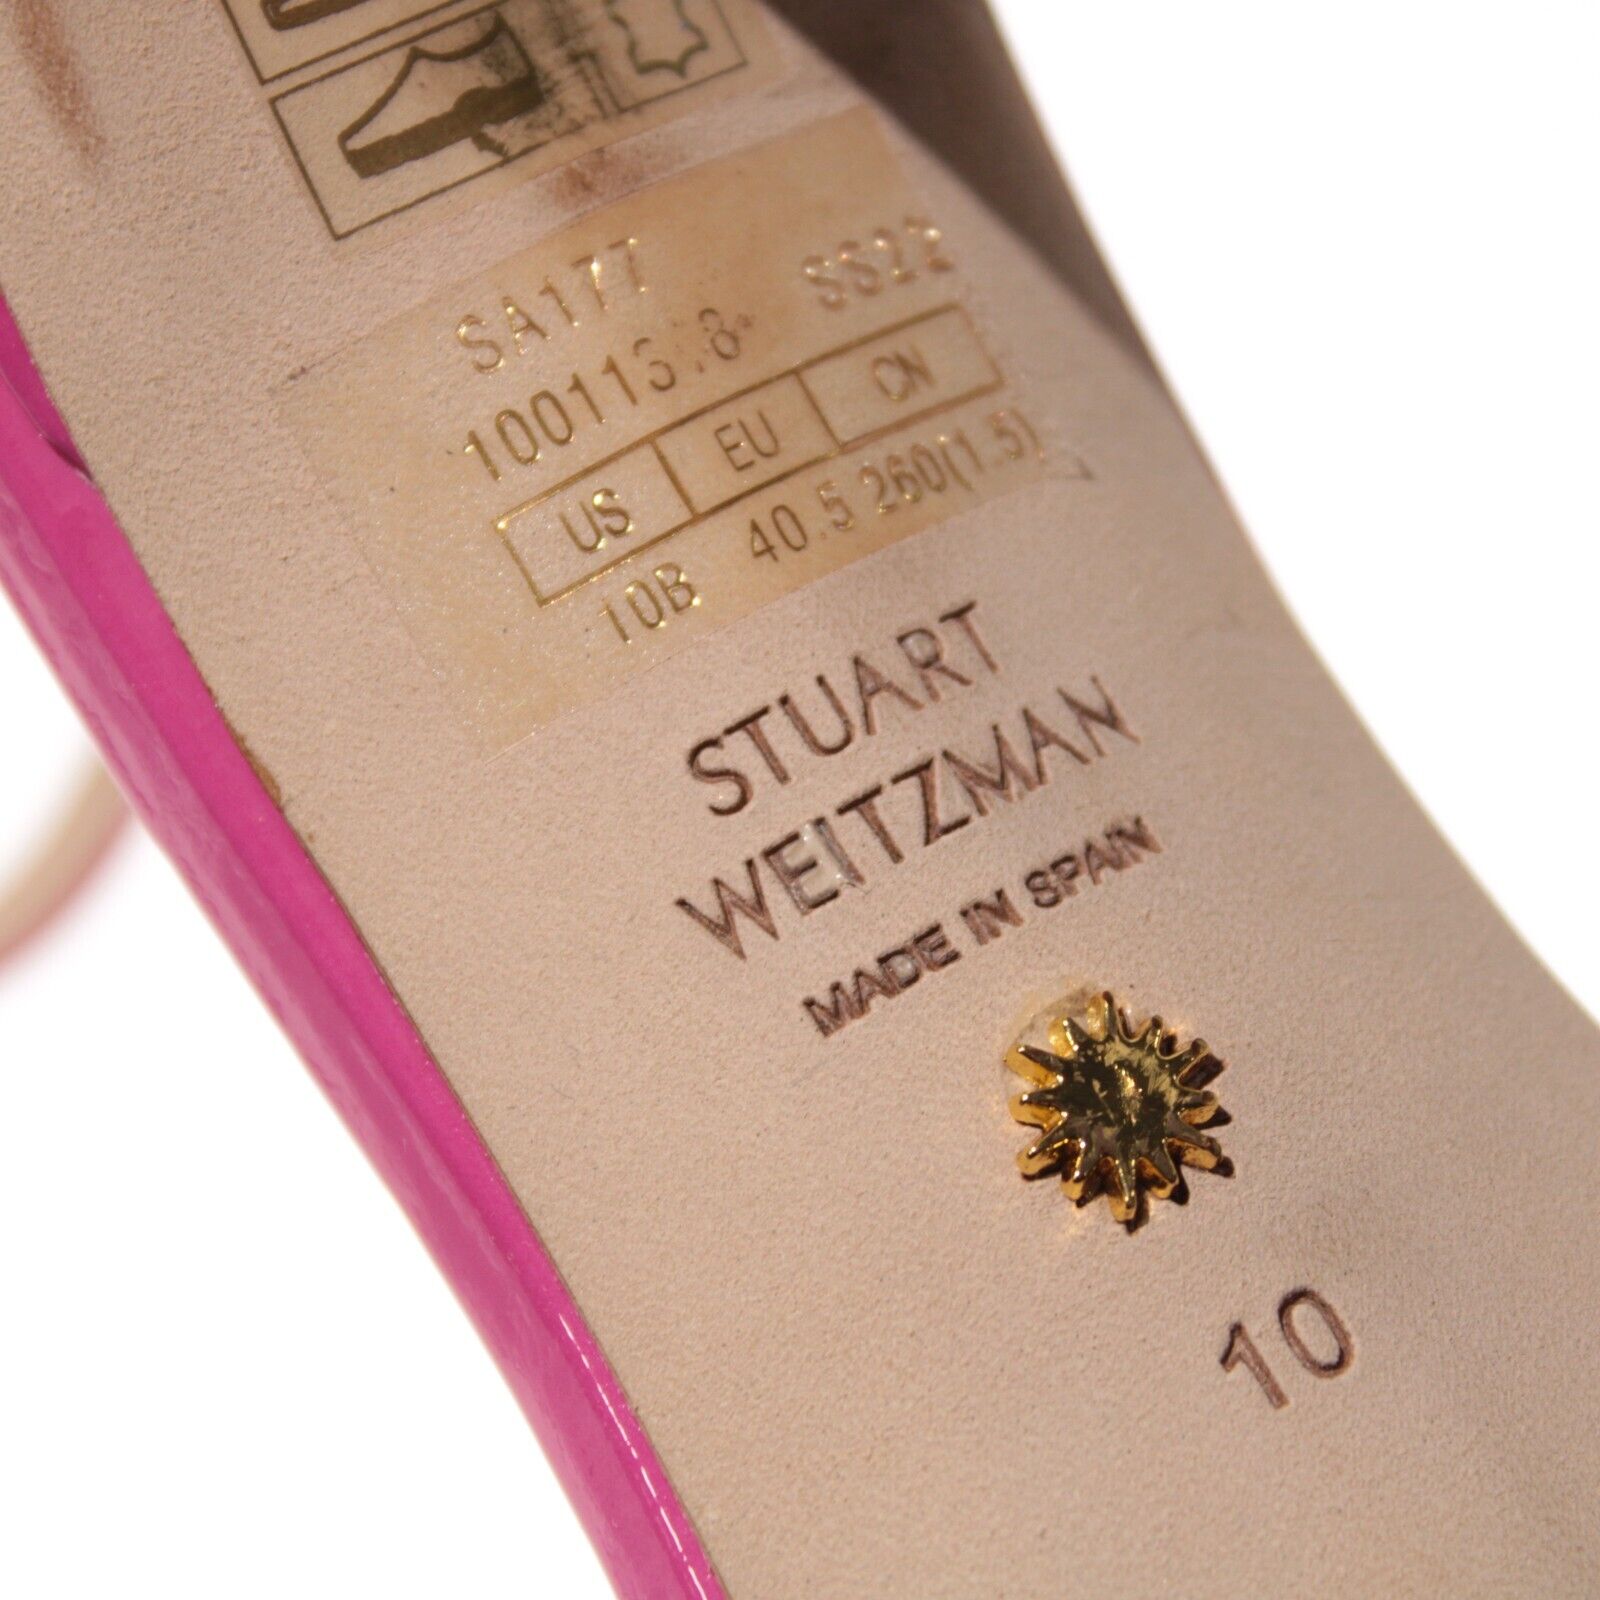 SA177 SS22
US EU CN
10B 40.5 260(1.5)
STUART
WEITZMAN
MADE IN SPAIN
10